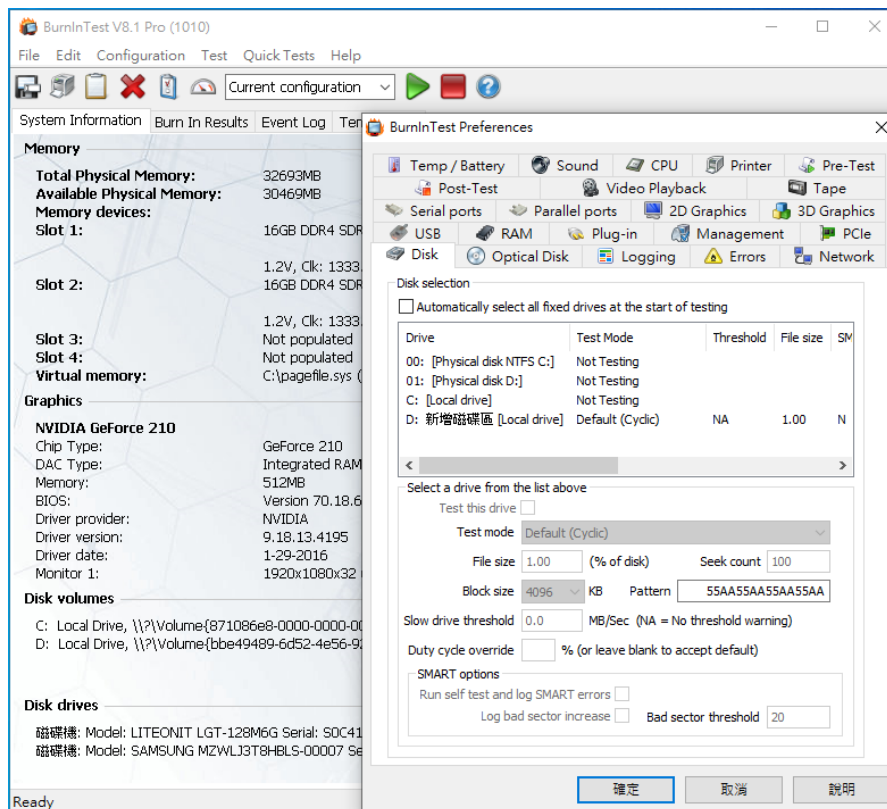 BurnInTest V8.1 Pro (1010)
File Edit Configuration Test Quick Tests Help
Current configuration
System Information Burn In Results Event Log
Memory
Total Physical Memory: 32693MB
Available Physical Memory: 30469MB
Memory devices:
Slot 1: 16GB DDR4
1.2V, Clk: 1333.
Slot 2: 16GB DDR4
1.2V, Clk: 1333.
Slot 3: Not populated
Slot 4: Not populated
Virtual memory: C:\pagefile.sys (
Graphics
NVIDIA GeForce 210
Chip Type: GeForce 210
DAC Type: Integrated RAM
Memory: 512MB
BIOS: Version 70.18.6
Driver provider: NVIDIA
Driver version: 9.18.13.4195
Driver date: 1-29-2016
Monitor 1: 1920x1080x32
Disk volumes
C: Local Drive, \\?\Volume{871086e8-0000-0000-00
D: Local Drive, \\?\Volume{bbe49489-6d52-4e56-92
Disk drives
磁碟機: Model: LITEONIT LGT-128M6G Serial: S0C41
磁碟機: Model: SAMSUNG MZWLJ3T8HBLS-00007 Se
Ready
BurnInTest Preferences
Temp / Battery Sound CPU Printer Pre-Test
Post-Test Video Playback Tape
Serial ports Parallel ports 2D Graphics 3D Graphics
USB RAM Plug-in Management PCIe
Disk Optical Disk Logging Errors Network
Disk selection
Automatically select all fixed drives at the start of testing
Drive Test Mode Threshold File size SM
00: [Physical disk NTFS C:] Not Testing
01: [Physical disk D:] Not Testing
C: [Local drive] Not Testing
D: 新增磁碟區 [Local drive] Default (Cyclic) NA 1.00 N
Select a drive from the list above
Test this drive
Test mode Default (Cyclic)
File size 1.00 (% of disk) Seek count 100
Block size 4096 KB Pattern 55AA55AA55AA55AA
Slow drive threshold 0.0 MB/Sec (NA = No threshold warning)
Duty cycle override % (or leave blank to accept default)
SMART options
Run self test and log SMART errors
Log bad sector increase Bad sector threshold 20
確定 取消 說明